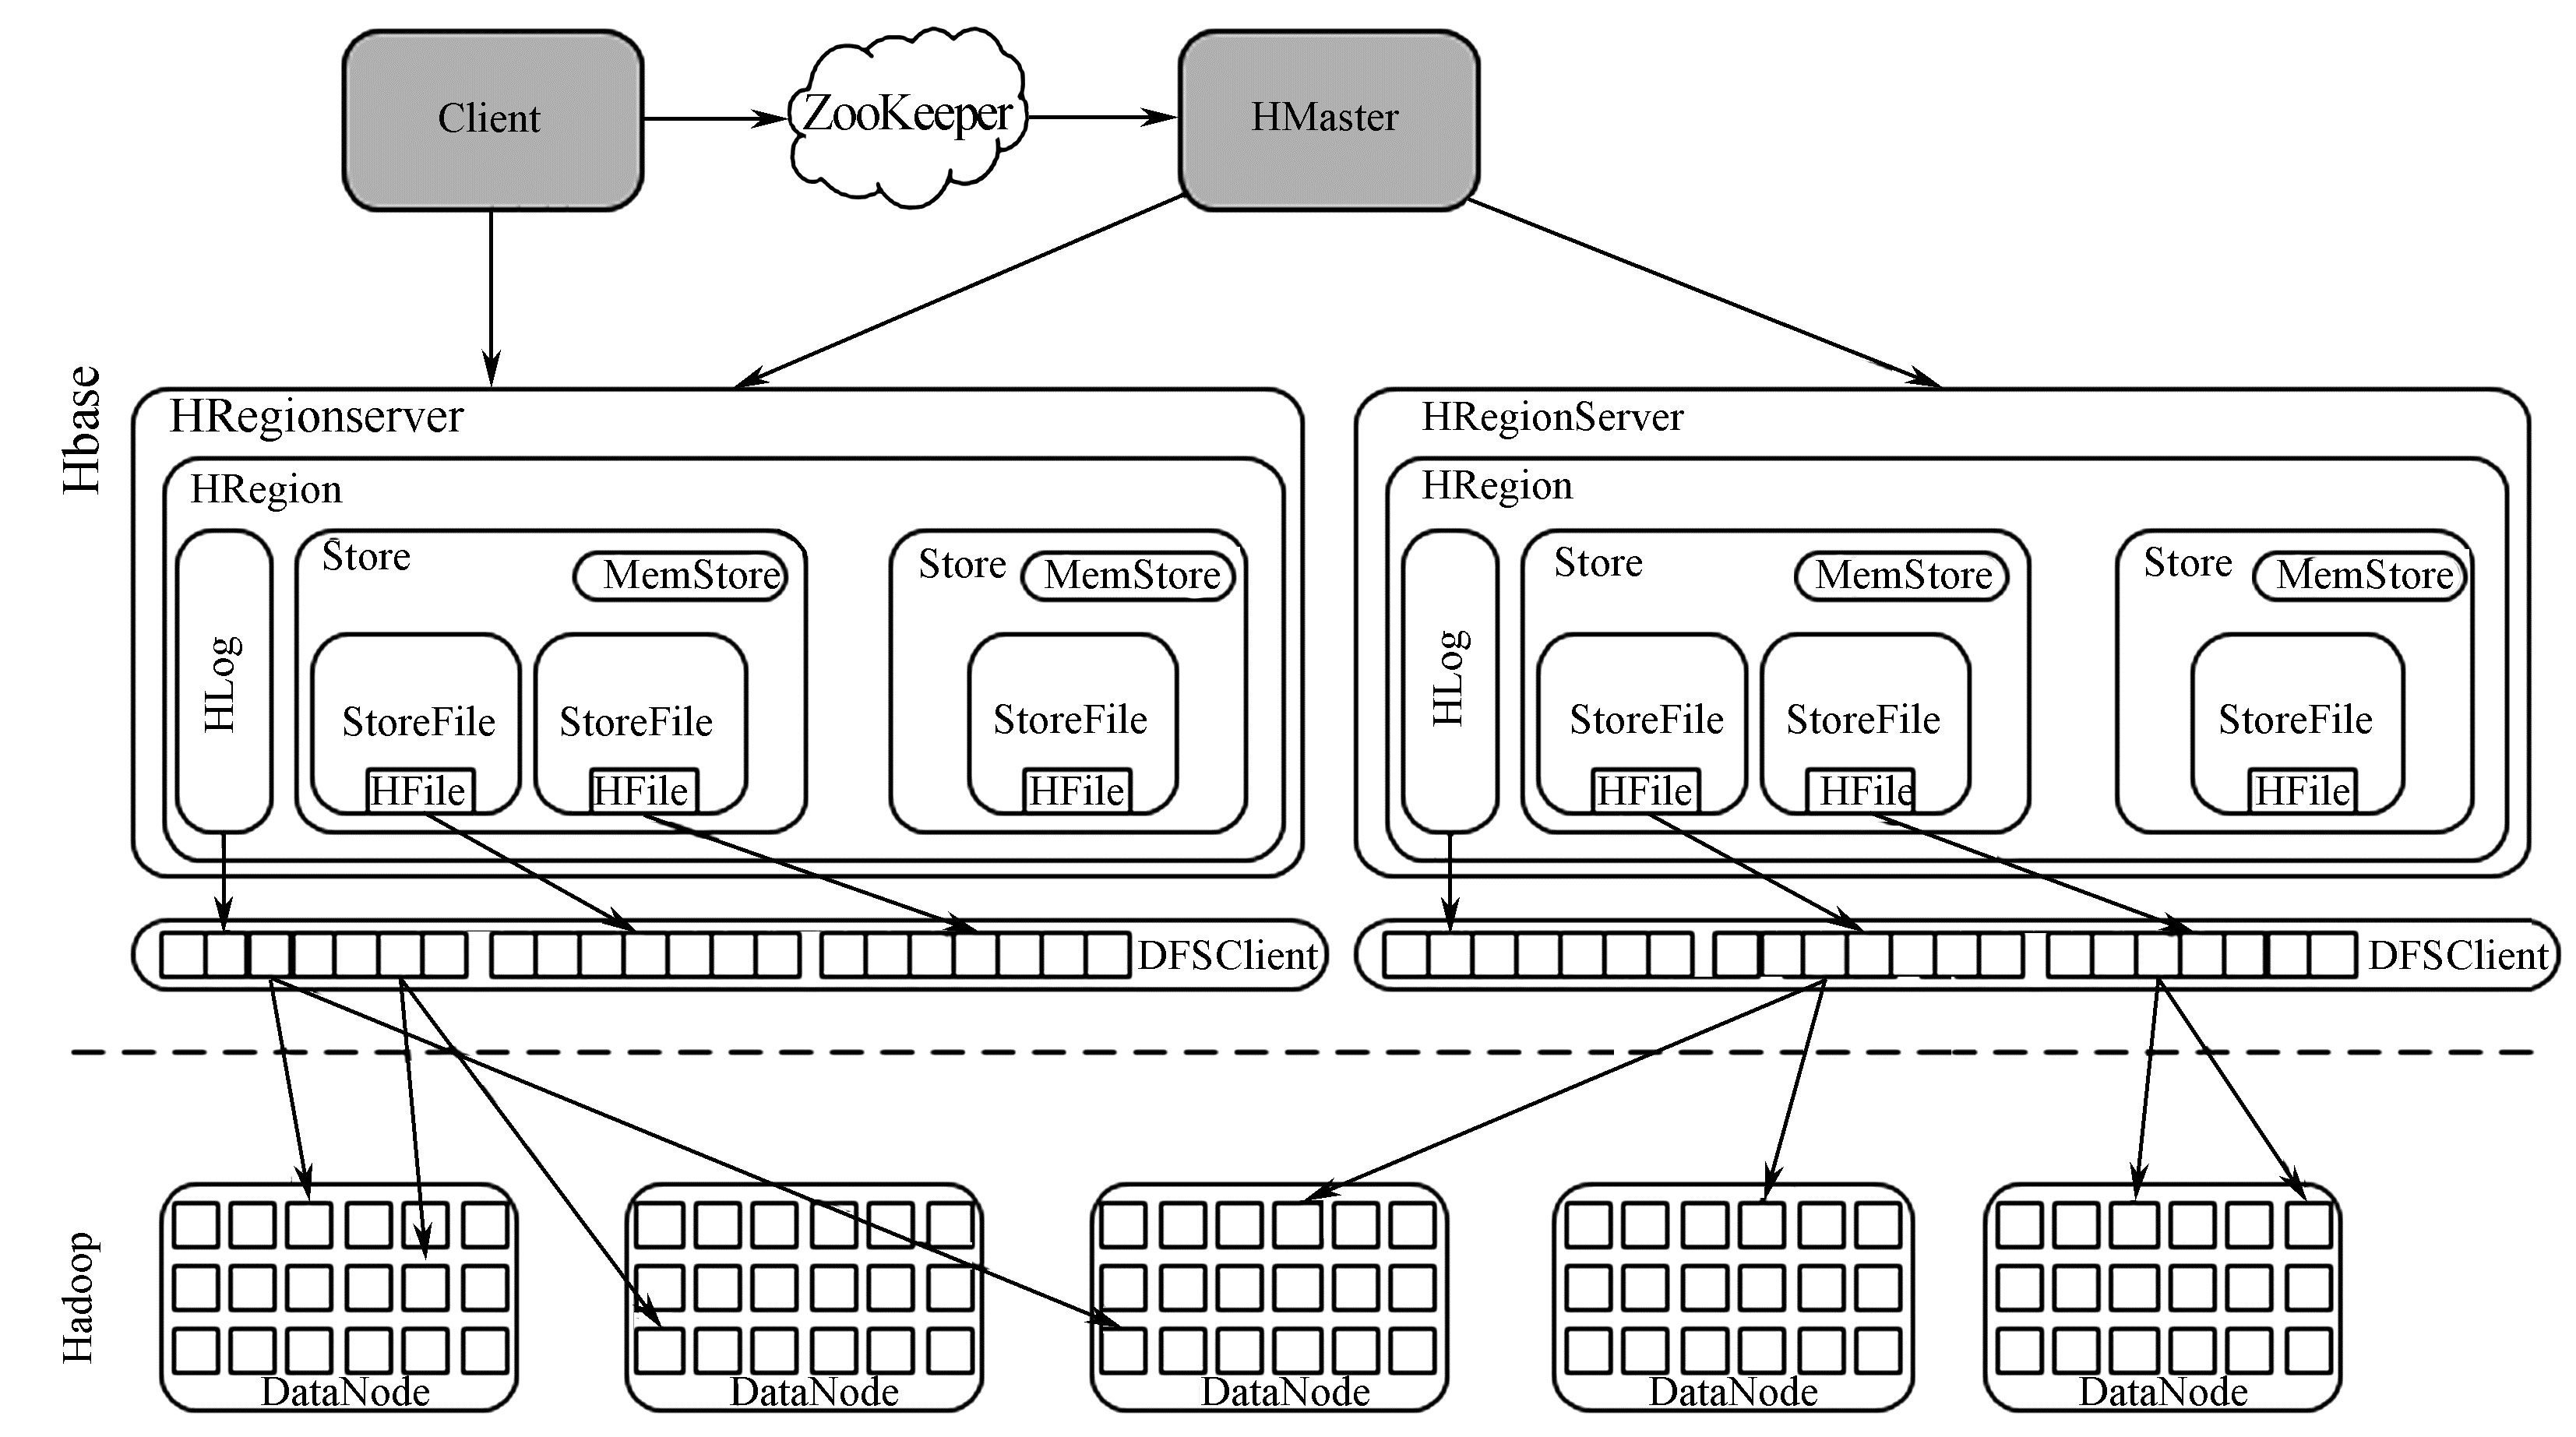 Client
ZooKeeper
HMaster
Hbase
HRegionserver
HRegionServer
HRegion
HRegion
HLog
Store
MemStore
Store
MemStore
HLog
Store
MemStore
Store
MemStore
StoreFile
StoreFile
StoreFile
StoreFile
StoreFile
StoreFile
HFile
HFile
HFile
HFile
HFile
HFile
DFSClient
DFSClient
Hadoop
DataNode
DataNode
DataNode
DataNode
DataNode